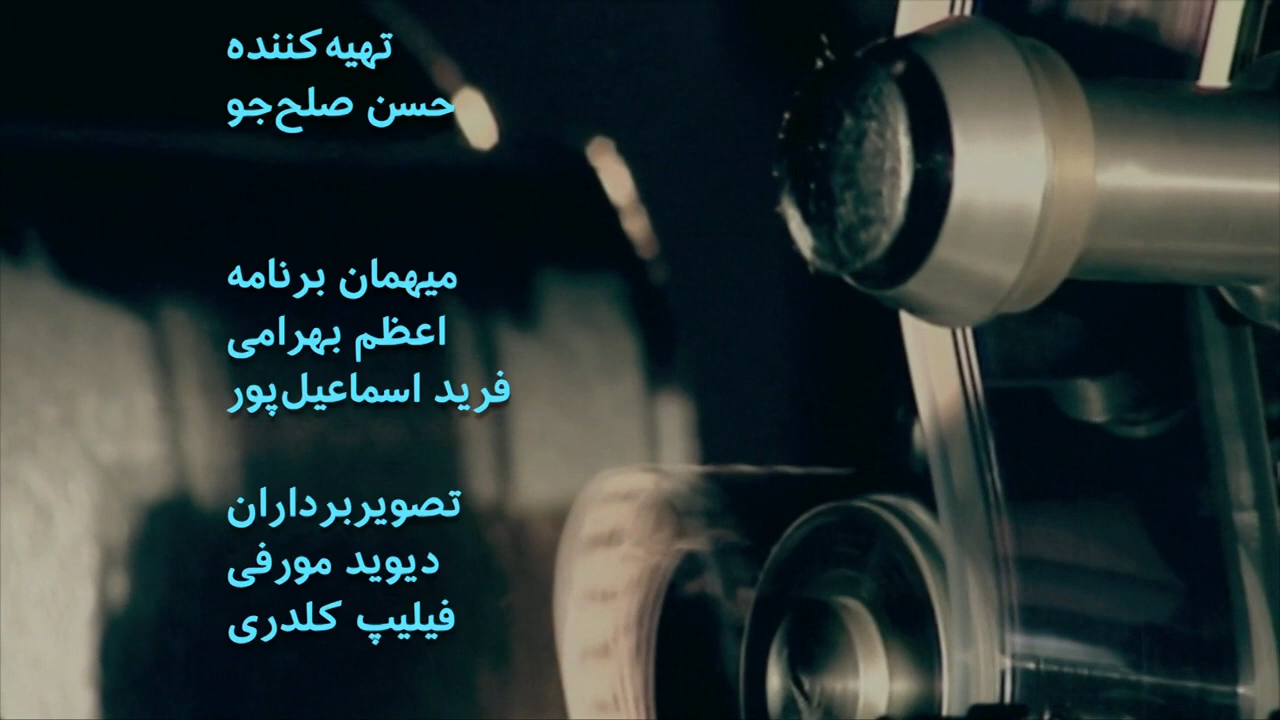 تهیه‌کننده
حسن صلح‌جو
میهمان برنامه
اعظم بهرامی
فرید اسماعیل‌پور
تصویربرداران
دیوید مورفی
فیلیپ کلدری